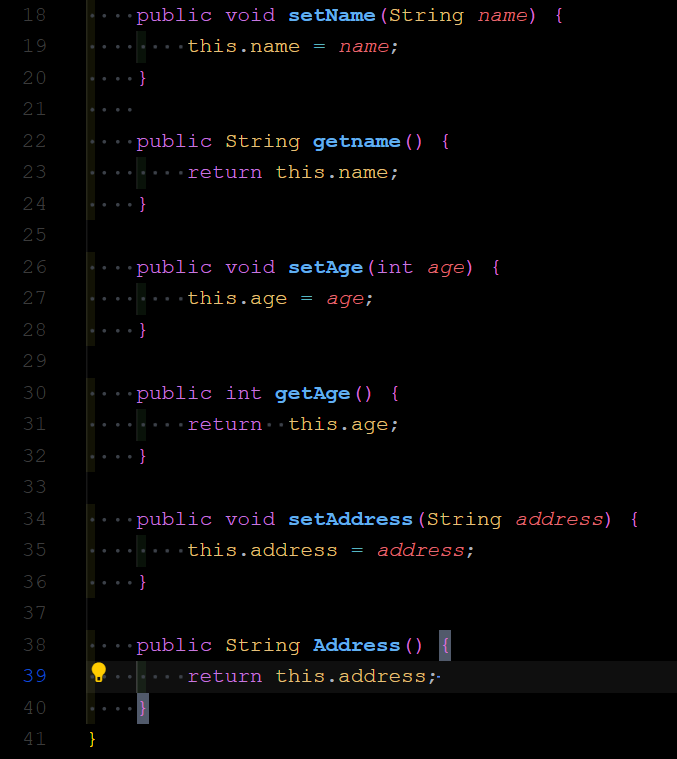 18 public void setName(String name) {
19 this.name = name;
20 }
21
22 public String getname() {
23 return this.name;
24 }
25
26 public void setAge(int age) {
27 this.age = age;
28 }
29
30 public int getAge() {
31 return  this.age;
32 }
33
34 public void setAddress(String address) {
35 this.address = address;
36 }
37
38 public String Address() {
39 return this.address;
40 }
41 }